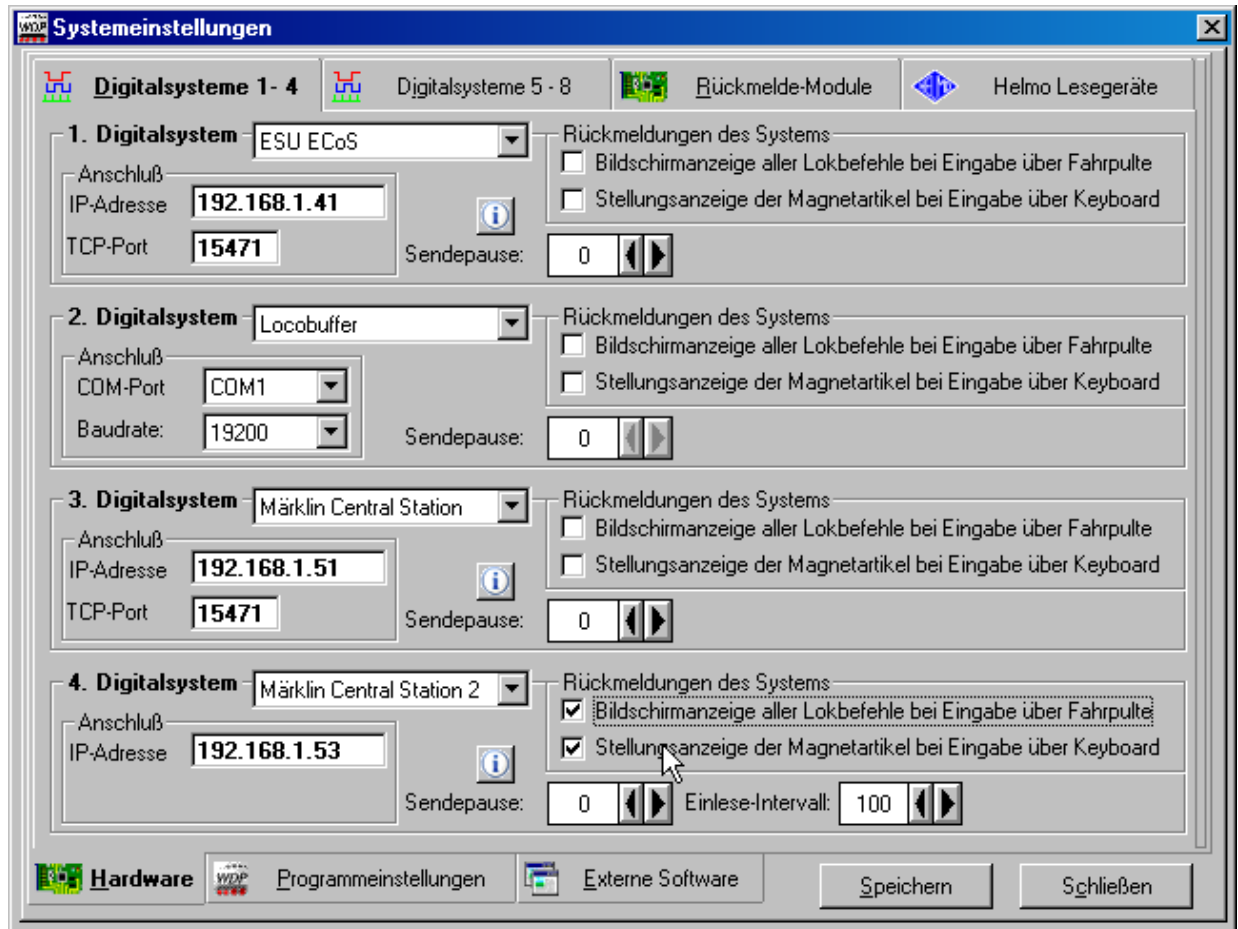 WDP Systemeinstellungen
Digitalsysteme 1- 4 Digitalsysteme 5 - 8 Rückmelde-Module Helmo Lesegeräte
1. Digitalsystem ESU ECoS Rückmeldungen des Systems
Bildschirmanzeige aller Lokbefehle bei Eingabe über Fahrpulte
Anschluß
IP-Adresse 192.168.1.41 Stellungsanzeige der Magnetartikel bei Eingabe über Keyboard
TCP-Port 15471 Sendepause: 0
2. Digitalsystem Locobuffer Rückmeldungen des Systems
Bildschirmanzeige aller Lokbefehle bei Eingabe über Fahrpulte
Anschluß
COM-Port COM1 Stellungsanzeige der Magnetartikel bei Eingabe über Keyboard
Baudrate: 19200 Sendepause: 0
3. Digitalsystem Märklin Central Station Rückmeldungen des Systems
Bildschirmanzeige aller Lokbefehle bei Eingabe über Fahrpulte
Anschluß
IP-Adresse 192.168.1.51 Stellungsanzeige der Magnetartikel bei Eingabe über Keyboard
TCP-Port 15471 Sendepause: 0
4. Digitalsystem Märklin Central Station 2 Rückmeldungen des Systems
Bildschirmanzeige aller Lokbefehle bei Eingabe über Fahrpulte
Anschluß
IP-Adresse 192.168.1.53 Stellungsanzeige der Magnetartikel bei Eingabe über Keyboard
Sendepause: 0 Einlese-Intervall: 100
Hardware WDP Programmeinstellungen Externe Software Speichern Schließen